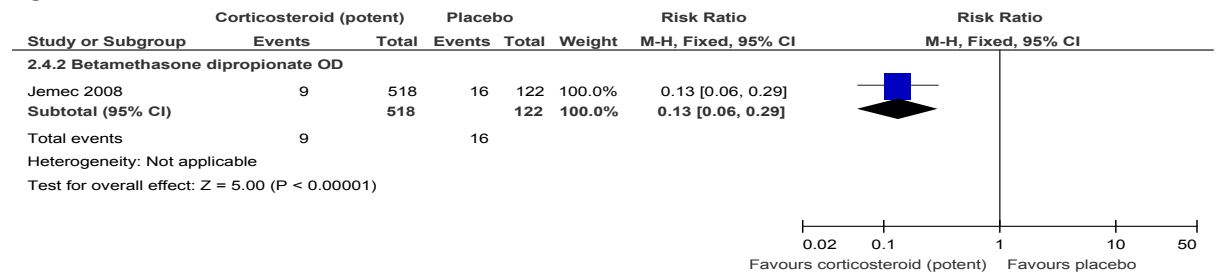 Corticosteroid (potent) Placebo Risk Ratio Risk Ratio
Study or Subgroup Events Total Events Total Weight M-H, Fixed, 95% CI M-H, Fixed, 95% CI
2.4.2 Betamethasone dipropionate OD
Jemec 2008 9 518 16 122 100.0% 0.13 [0.06, 0.29]
Subtotal (95% CI) 518 122 100.0% 0.13 [0.06, 0.29]
Total events 9 16
Heterogeneity: Not applicable
Test for overall effect: Z = 5.00 (P < 0.00001)
0.02 0.1 1 10 50
Favours corticosteroid (potent) Favours placebo